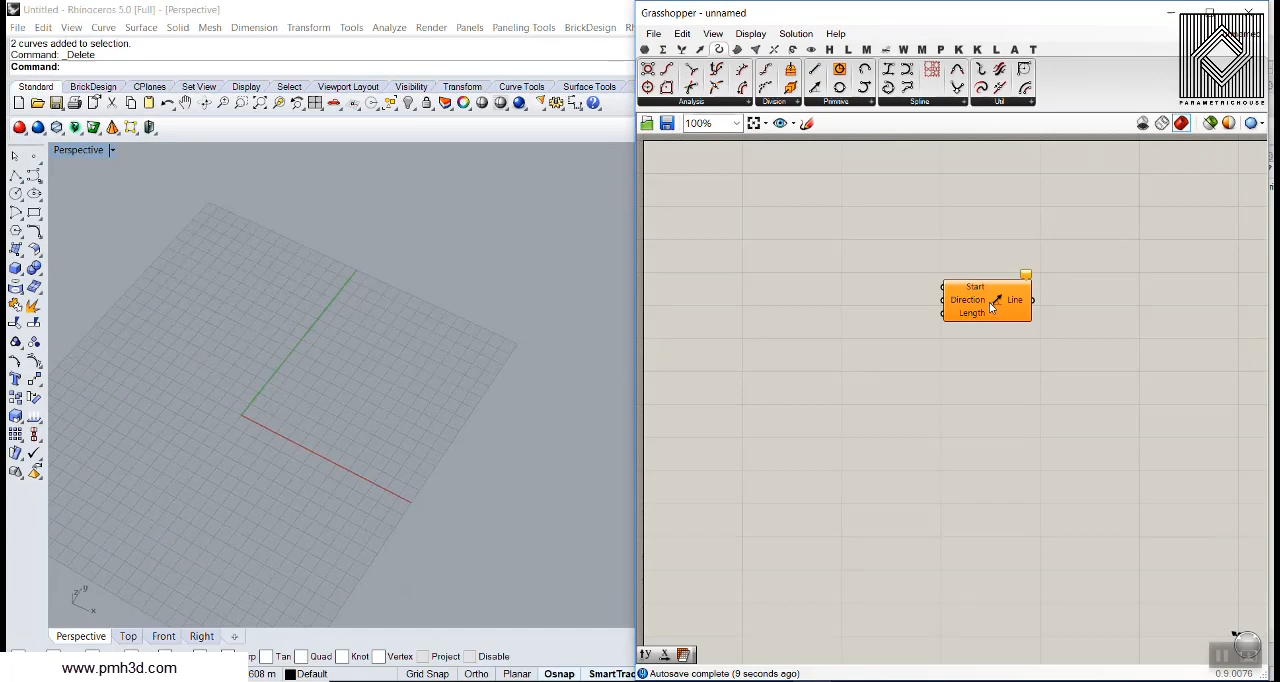 Untitled - Rhinoceros 5.0 [Full] - [Perspective]
File Edit View Curve Surface Solid Mesh Dimension Transform Tools Analyze Render Panels Paneling Tools BrickDesign
2 curves added to selection.
Command: _Delete
Command:
Standard BrickDesign CPlanes Set View Display Select Viewport Layout Visibility Transform Curve Tools Surface Tools
Perspective
z y
x
Perspective Top Front Right
rp Tan Quad Knot Vertex Project Disable
www.pmh3d.com
608 m Default Grid Snap Ortho Planar Osnap SmartTrac
Grasshopper - unnamed
File Edit View Display Solution Help
Σ H L M W M P K K L A T
Analysis Division Primitive Spline Util
PARAMETRICHOUSE
100%
Start
Direction
Length
Line
Autosave complete (9 seconds ago)
0.9.0076